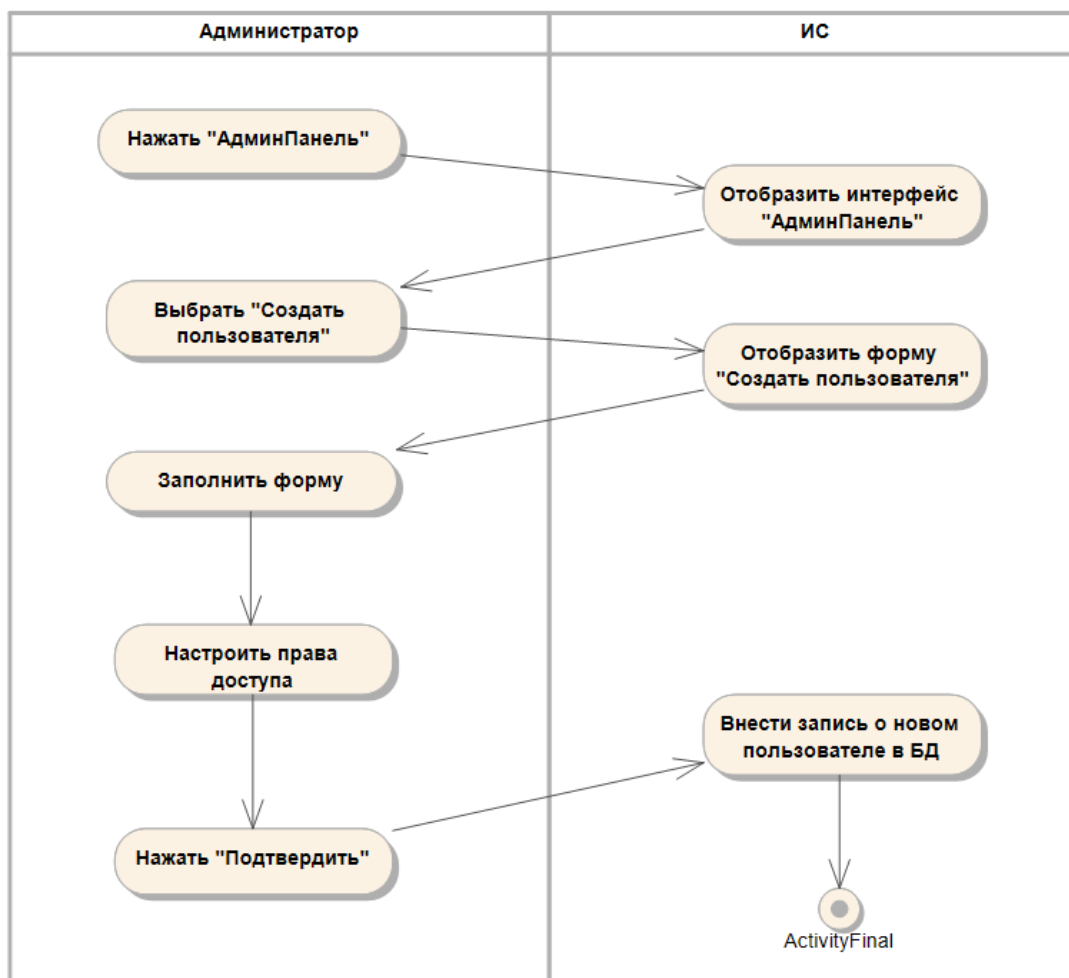 Администратор
ИС
Нажать "АдминПанель"
Отобразить интерфейс
"АдминПанель"
Выбрать "Создать
пользователя"
Отобразить форму
"Создать пользователя"
Заполнить форму
Настроить права
доступа
Внести запись о новом
пользователе в БД
Нажать "Подтвердить"
ActivityFinal